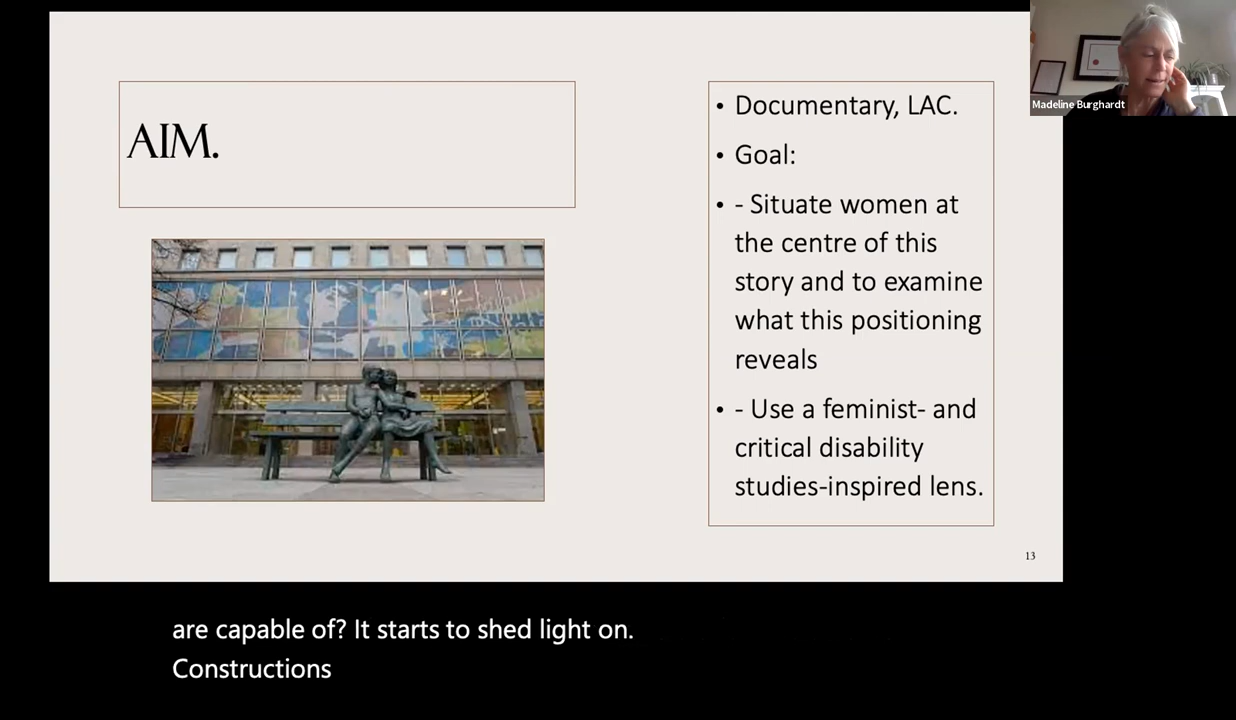 AIM.
• Documentary, LAC.
• Goal:
• - Situate women at
the centre of this
story and to examine
what this positioning
reveals
• - Use a feminist- and
critical disability
studies-inspired lens.
13
Madeline Burghardt
are capable of? It starts to shed light on.
Constructions